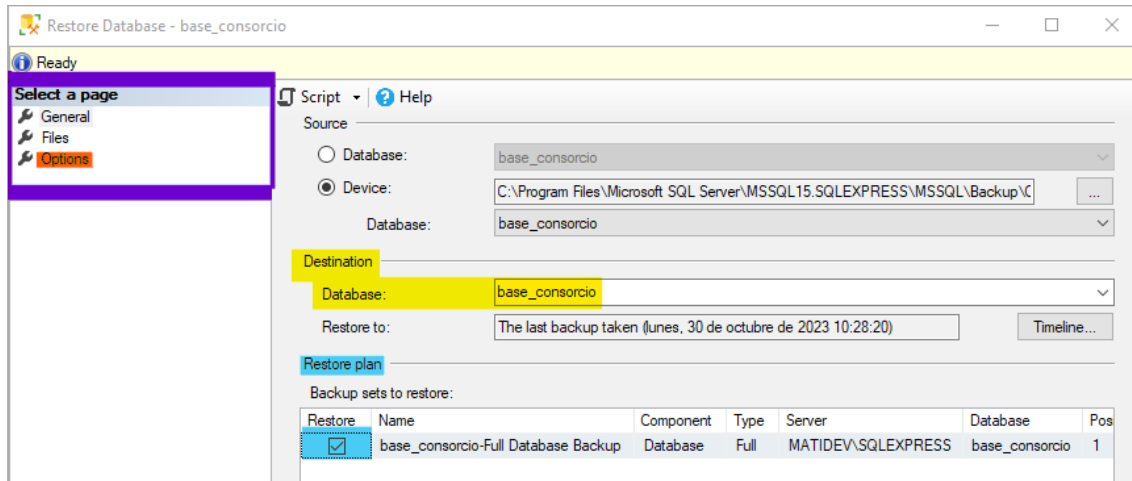 Restore Database - base_consorcio
Ready
Select a page
General
Files
Options
Script
Help
Source
Database:
base_consorcio
Device:
C:\Program Files\Microsoft SQL Server\MSSQL15.SQLEXPRESS\MSSQL\Backup\
...
Database:
base_consorcio
Destination
Database:
base_consorcio
Restore to:
The last backup taken (lunes, 30 de octubre de 2023 10:28:20)
Timeline...
Restore plan
Backup sets to restore:
Restore Name Component Type Server Database Pos
base_consorcio-Full Database Backup Database Full MATIDEV\SQLEXPRESS base_consorcio 1